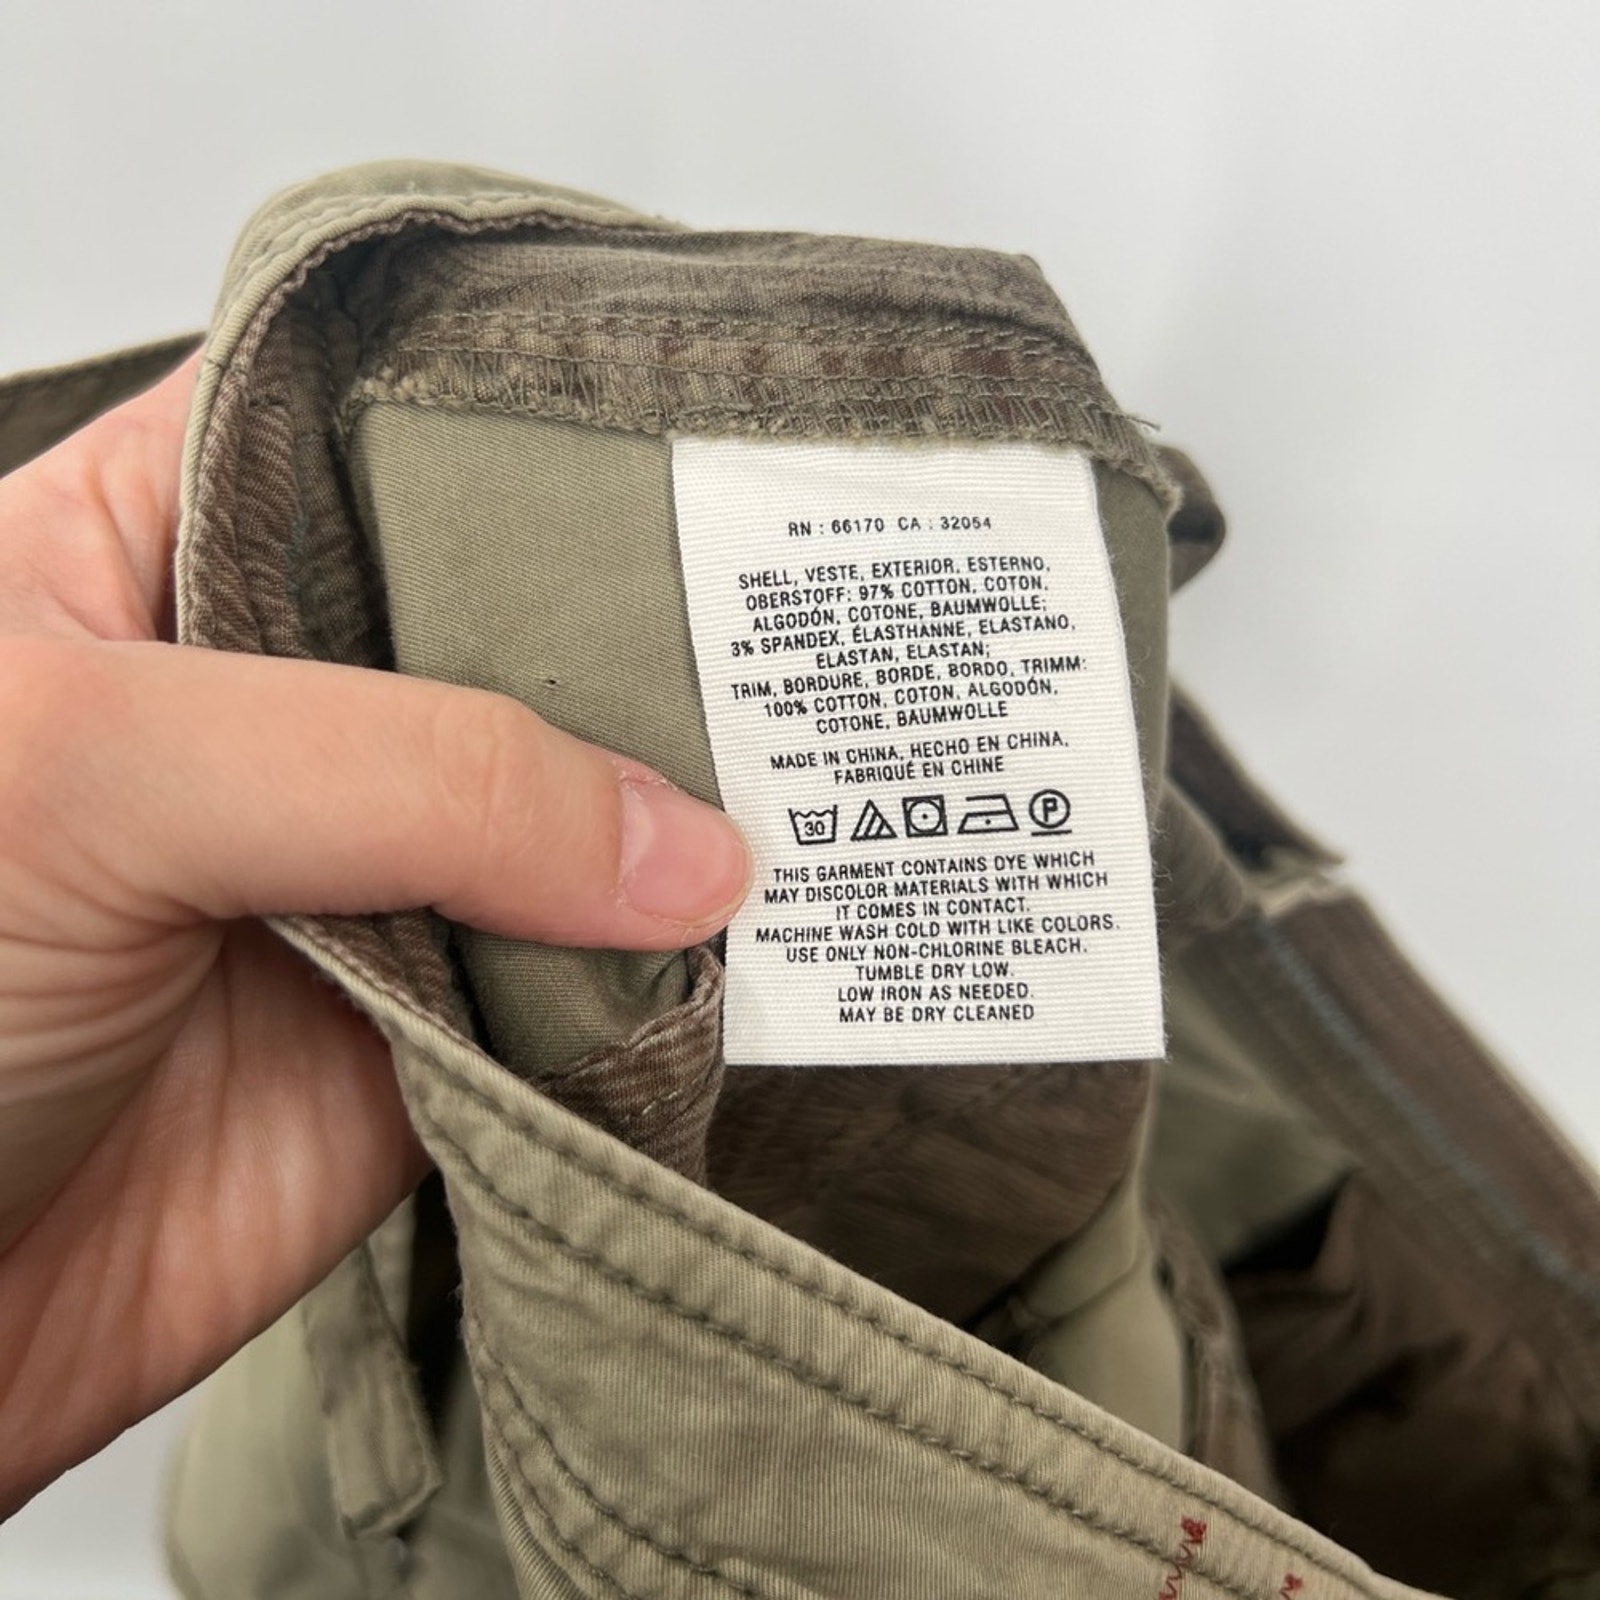 RN : 66170 CA : 32054
SHELL, VESTE, EXTERIOR, ESTERNO,
OBERSTOFF: 97% COTTON, COTON,
ALGODÓN, COTONE, BAUMWOLLE;
3% SPANDEX, ÉLASTHANNE, ELASTANO,
ELASTAN, ELASTAN;
TRIM, BORDURE, BORDE, BORDO, TRIMM:
100% COTTON, COTON, ALGODÓN,
COTONE, BAUMWOLLE
MADE IN CHINA, HECHO EN CHINA,
FABRIQUÉ EN CHINE
30 P
THIS GARMENT CONTAINS DYE WHICH
MAY DISCOLOR MATERIALS WITH WHICH
IT COMES IN CONTACT.
MACHINE WASH COLD WITH LIKE COLORS.
USE ONLY NON-CHLORINE BLEACH.
TUMBLE DRY LOW.
LOW IRON AS NEEDED.
MAY BE DRY CLEANED